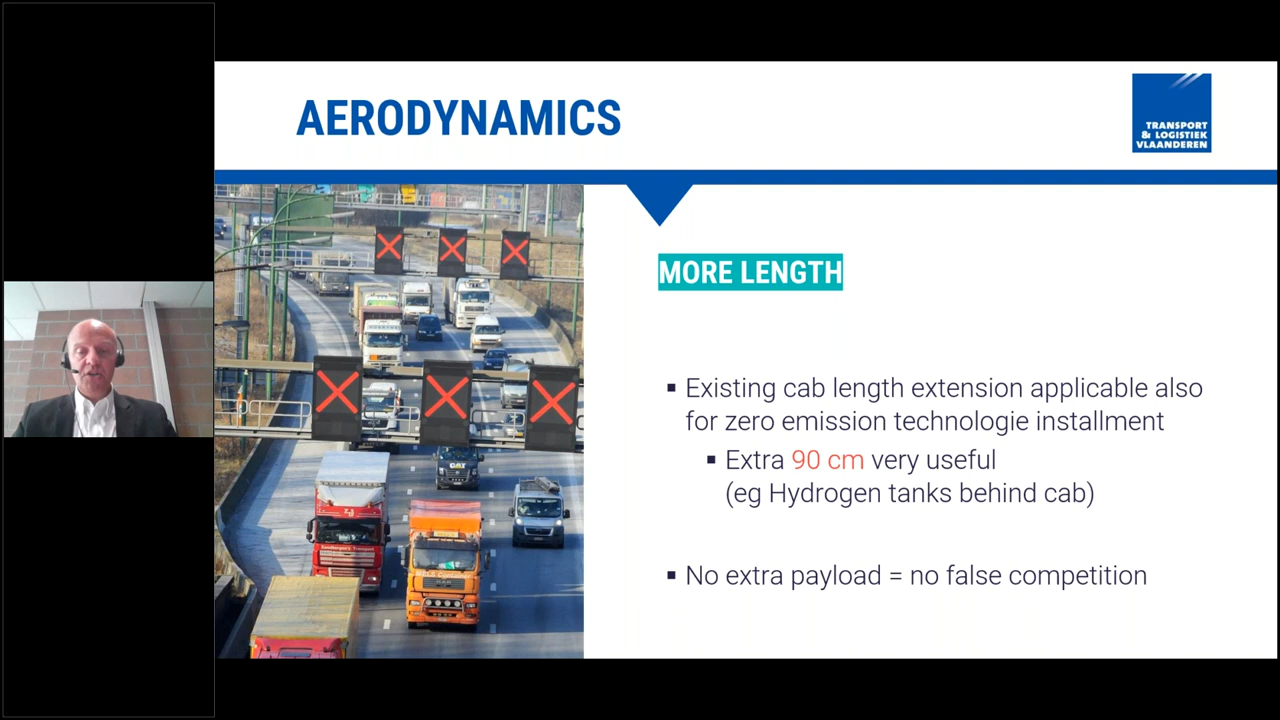 AERODYNAMICS
TRANSPORT
& LOGISTIEK
VLAANDEREN
MORE LENGTH
▪ Existing cab length extension applicable also
for zero emission technologie installment
▪ Extra 90 cm very useful
(eg Hydrogen tanks behind cab)
▪ No extra payload = no false competition
CAT